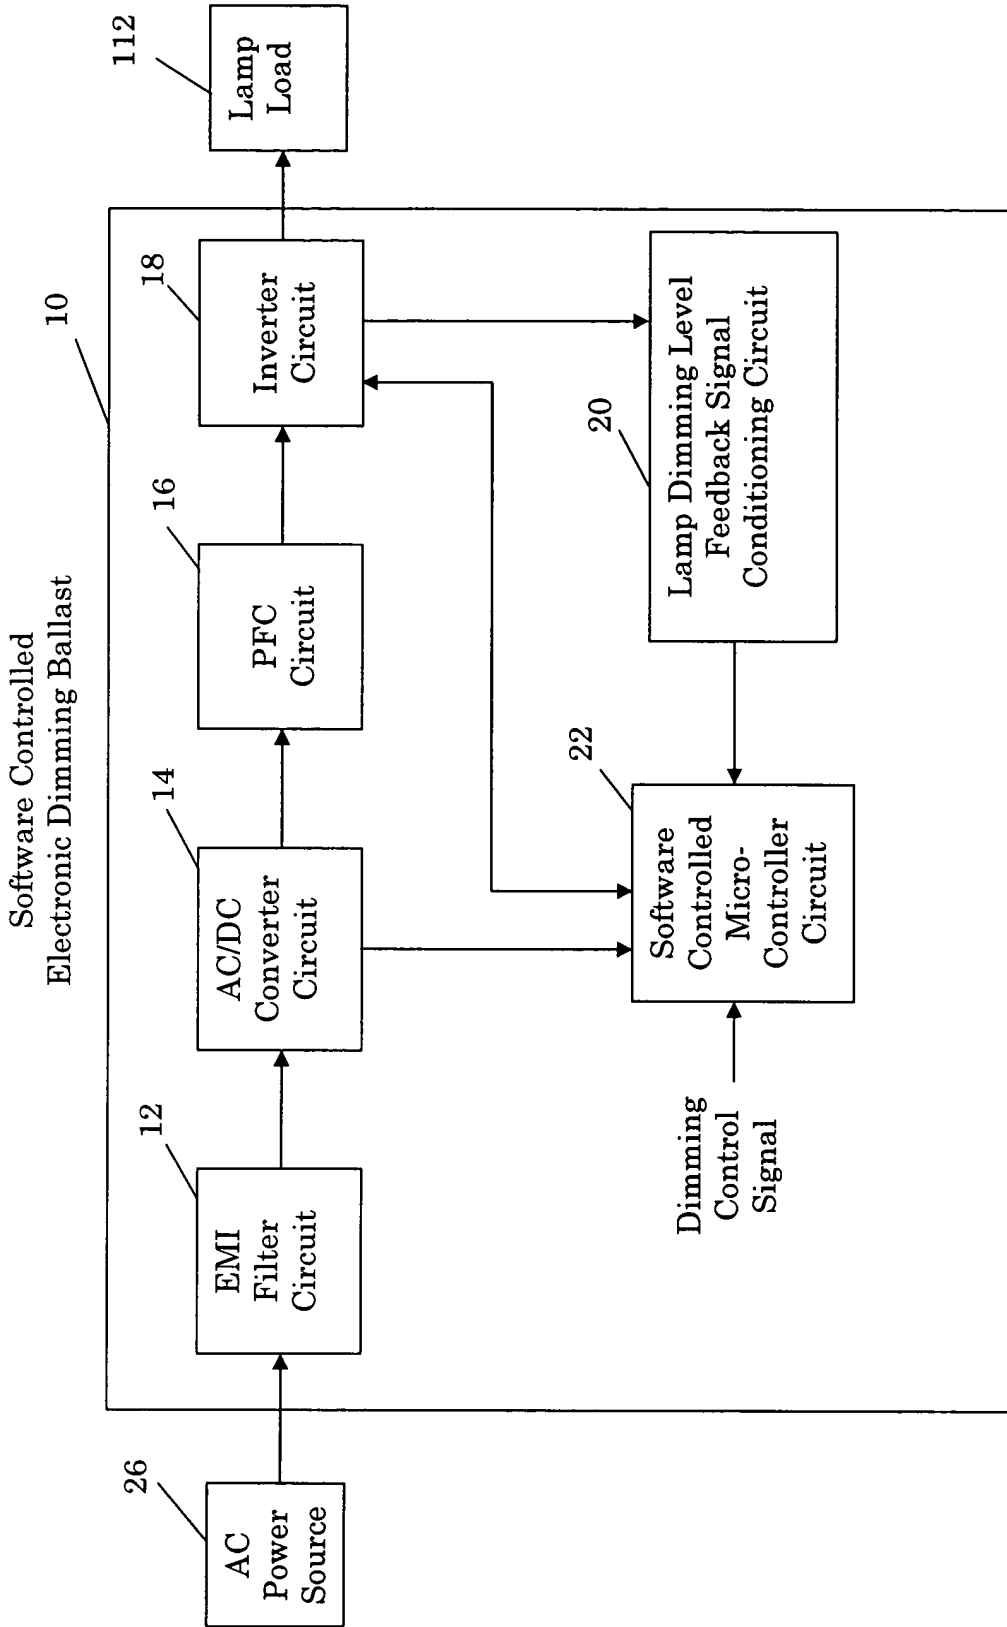 Software Controlled
Electronic Dimming Ballast
10
26
AC
Power
Source
12
EMI
Filter
Circuit
14
AC/DC
Converter
Circuit
16
PFC
Circuit
18
Inverter
Circuit
112
Lamp
Load
Dimming
Control
Signal
22
Software
Controlled
Micro-
Controller
Circuit
20
Lamp Dimming Level
Feedback Signal
Conditioning Circuit